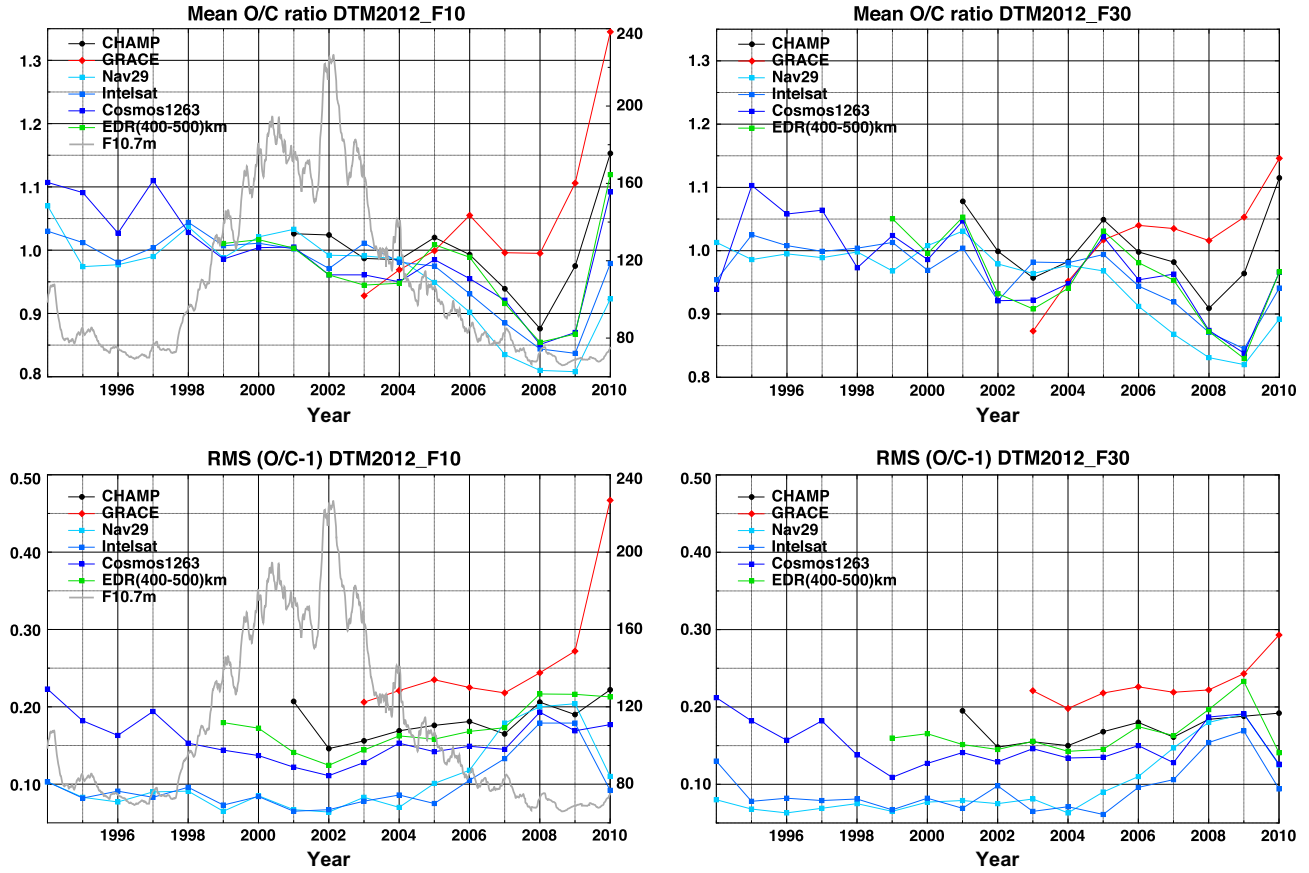 Mean O/C ratio DTM2012_F10
1.3
1.2
1.1
1.0
0.9
0.8
CHAMP
GRACE
Nav29
Intelsat
Cosmos1263
EDR(400-500)km
F10.7m
240
200
160
120
80
1996 1998 2000 2002 2004 2006 2008 2010
Year
Mean O/C ratio DTM2012_F30
1.3
1.2
1.1
1.0
0.9
0.8
CHAMP
GRACE
Nav29
Intelsat
Cosmos1263
EDR(400-500)km
1996 1998 2000 2002 2004 2006 2008 2010
Year
RMS (O/C-1) DTM2012_F10
0.50
0.40
0.30
0.20
0.10
CHAMP
GRACE
Nav29
Intelsat
Cosmos1263
EDR(400-500)km
F10.7m
240
200
160
120
80
1996 1998 2000 2002 2004 2006 2008 2010
Year
RMS (O/C-1) DTM2012_F30
0.50
0.40
0.30
0.20
0.10
CHAMP
GRACE
Nav29
Intelsat
Cosmos1263
EDR(400-500)km
1996 1998 2000 2002 2004 2006 2008 2010
Year